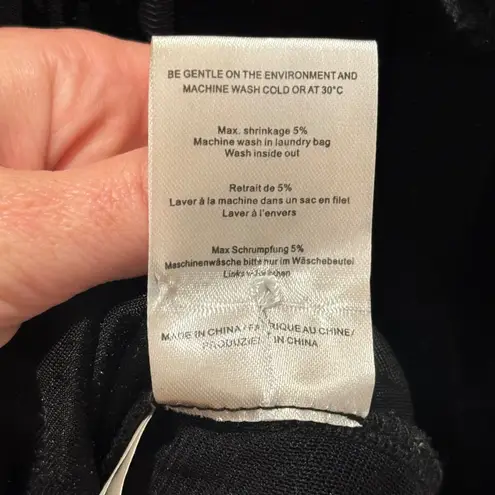 BE GENTLE ON THE ENVIRONMENT AND
MACHINE WASH COLD OR AT 30°C
Max. shrinkage 5%
Machine wash in laundry bag
Wash inside out
Retrait de 5%
Laver à la machine dans un sac en filet
Laver à l'envers
Max Schrumpfung 5%
Maschinenwäsche bitte nur im Wäschebeutel
Links
MADE IN CHINA / AU CHINE/
IN CHINA